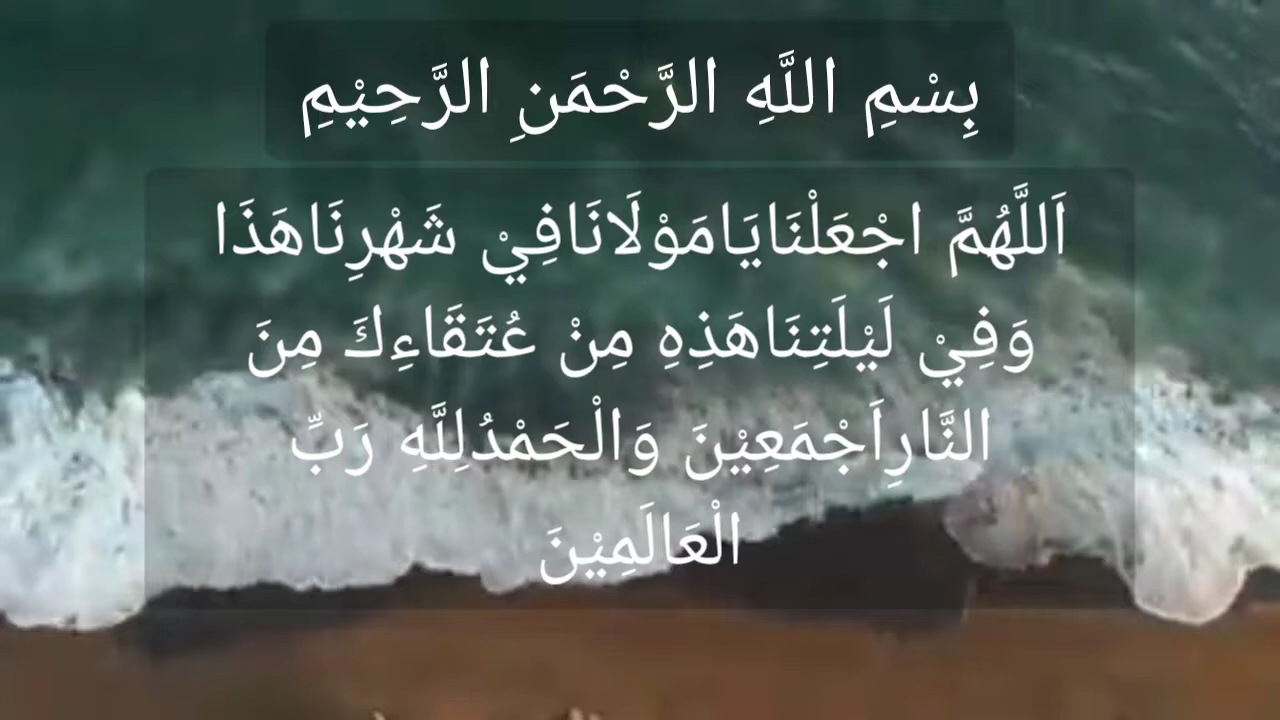 بِسْمِ اللَّهِ الرَّحْمَنِ الرَّحِيْمِ
اَللَّهُمَّ اجْعَلْنَايَامَوْلَانَافِيْ شَهْرِنَاهَذَا
وَفِيْ لَيْلَتِنَاهَذِهِ مِنْ عُتَقَاءِكَ مِنَ
النَّارِاَجْمَعِيْنَ وَالْحَمْدُلِلَّهِ رَبِّ
الْعَالَمِيْنَ